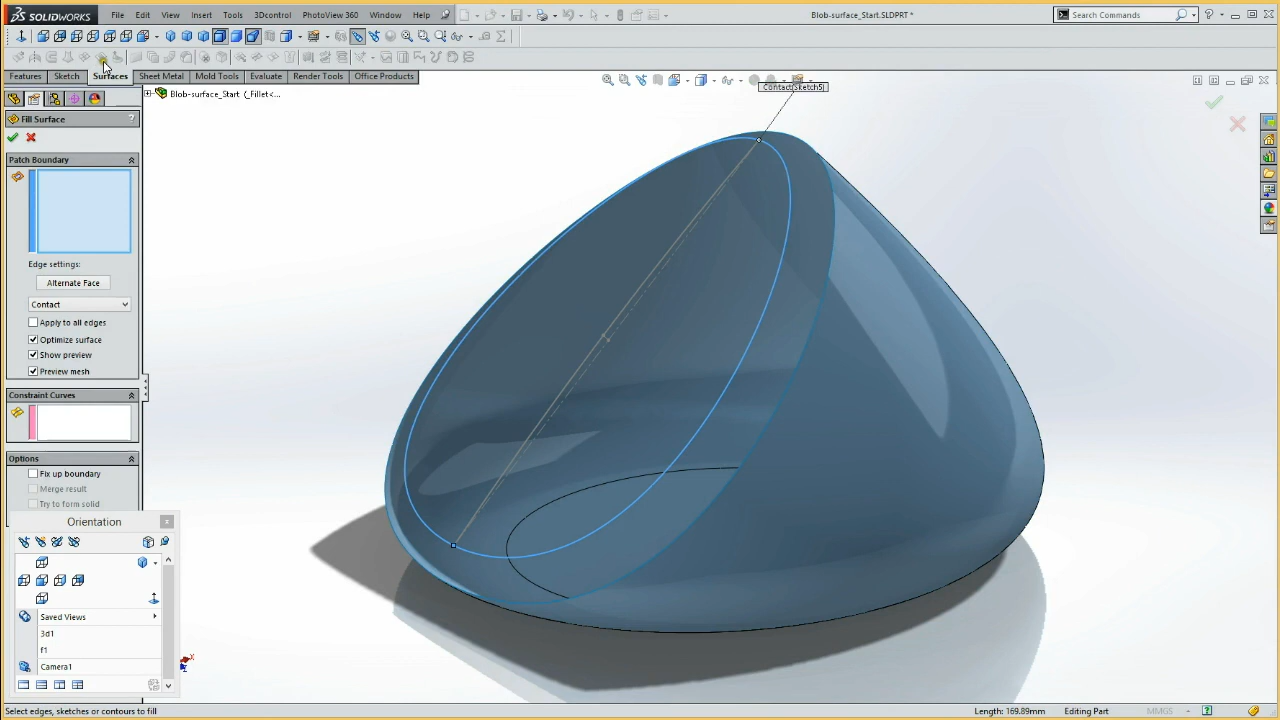 SOLIDWORKS File Edit View Insert Tools 3Dcontrol PhotoView 360 Window Help Blob-surface_Start.SLDPRT * Search Commands
Features Sketch Surfaces Sheet Metal Mold Tools Evaluate Render Tools Office Products
Blob-surface_Start (_Fillet<...
Fill Surface ?
Patch Boundary
Edge settings:
Alternate Face
Contact
Apply to all edges
Optimize surface
Show preview
Preview mesh
Constraint Curves
Options
Fix up boundary
Merge result
Try to form solid
Orientation
Saved Views
3d1
f1
Camera1
Contact(Sketch5)
Select edges, sketches or contours to fill Length: 169.89mm Editing Part MMGS